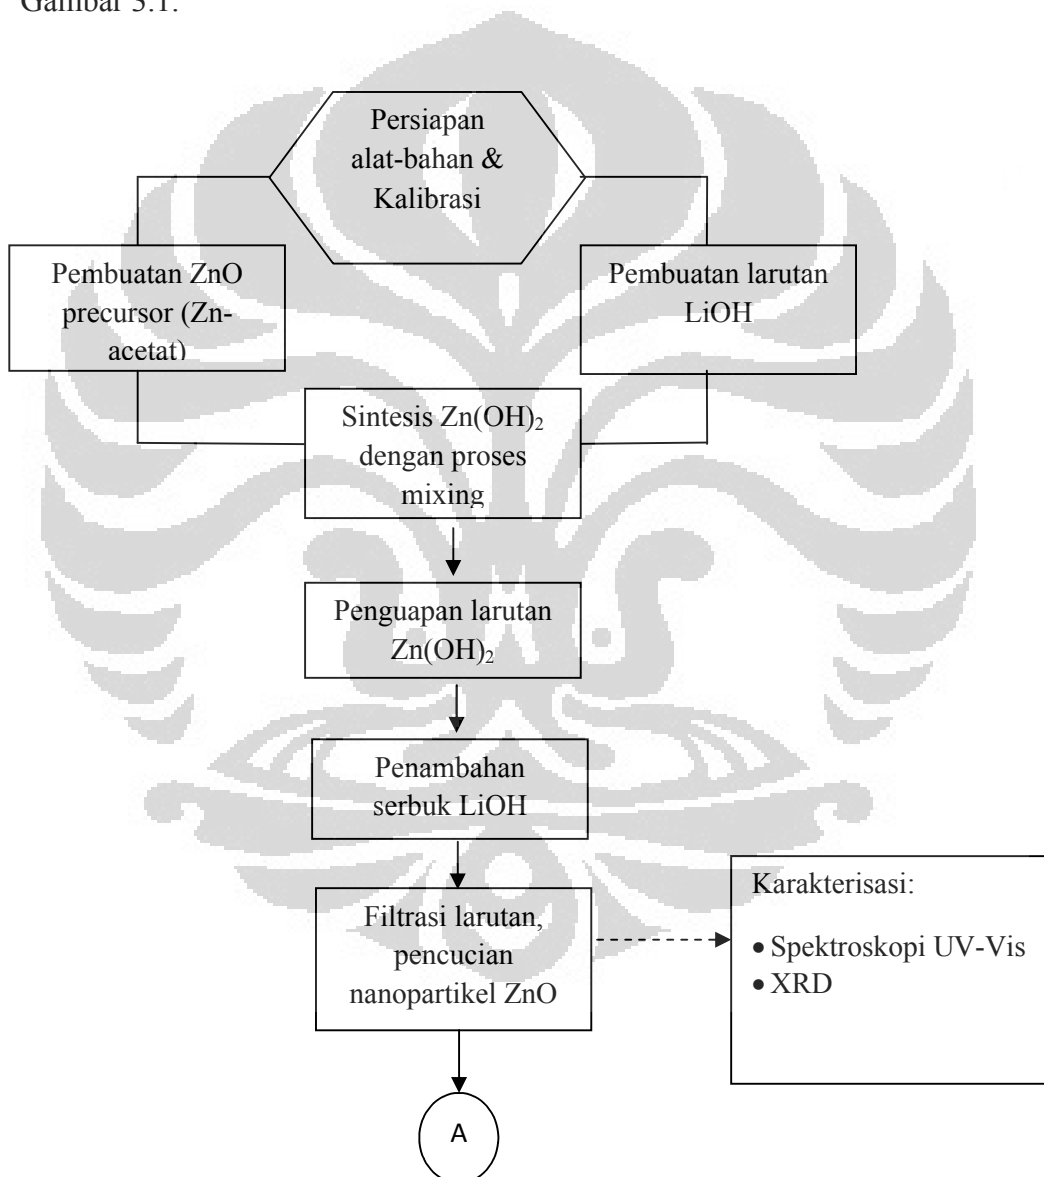 Gambar 3.1.
Persiapan
alat-bahan &
Kalibrasi
Pembuatan ZnO
precursor (Zn-
acetat)
Pembuatan larutan
LiOH
Sintesis Zn(OH)₂
dengan proses
mixing
Penguapan larutan
Zn(OH)₂
Penambahan
serbuk LiOH
Filtrasi larutan,
pencucian
nanopartikel ZnO
Karakterisasi:
• Spektroskopi UV-Vis
• XRD
A